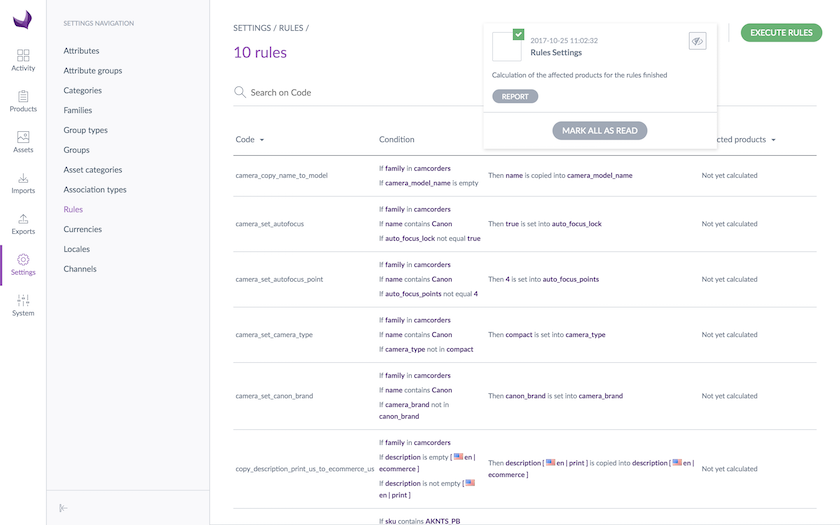 SETTINGS NAVIGATION
Activity
Products
Assets
Imports
Exports
Settings
System
Attributes
Attribute groups
Categories
Families
Group types
Groups
Asset categories
Association types
Rules
Currencies
Locales
Channels
SETTINGS / RULES /
10 rules
Search on Code
2017-10-25 11:02:32
Rules Settings
Calculation of the affected products for the rules finished
REPORT
MARK ALL AS READ
EXECUTE RULES
Code
Condition
cted products
camera_copy_name_to_model
If family in camcorders
If camera_model_name is empty
Then name is copied into camera_model_name
Not yet calculated
camera_set_autofocus
If family in camcorders
If name contains Canon
If auto_focus_lock not equal true
Then true is set into auto_focus_lock
Not yet calculated
camera_set_autofocus_point
If family in camcorders
If name contains Canon
If auto_focus_points not equal 4
Then 4 is set into auto_focus_points
Not yet calculated
camera_set_camera_type
If family in camcorders
If name contains Canon
If camera_type not in compact
Then compact is set into camera_type
Not yet calculated
camera_set_canon_brand
If family in camcorders
If name contains Canon
If camera_brand not in
canon_brand
Then canon_brand is set into camera_brand
Not yet calculated
copy_description_print_us_to_ecommerce_us
If family in camcorders
If description is empty [ en |
ecommerce ]
If description is not empty [
en | print ]
Then description [ en | print ] is copied into description [ en |
ecommerce ]
Not yet calculated
If sku contains AKNTS_PB